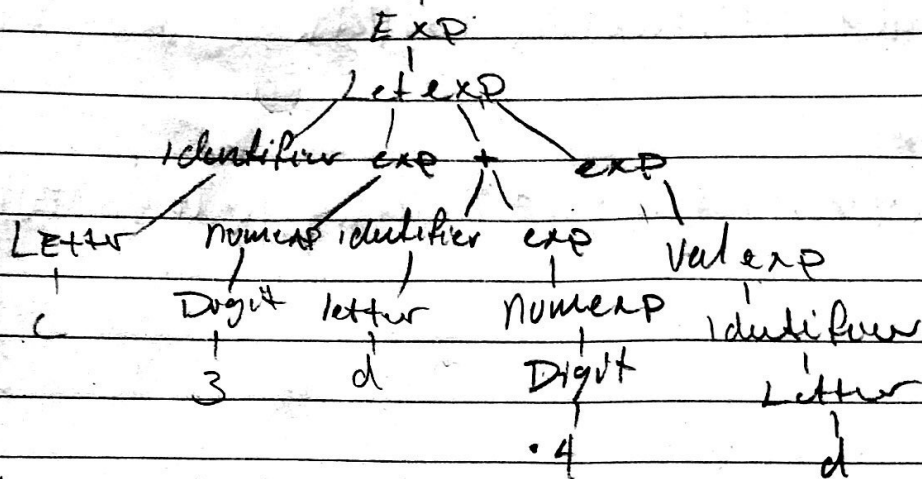 Exp
Letexp
identifier exp + exp
Letter numexp identifier exp
Valexp
Digit letter numexp identifier
c
3 d Digit Letter
.4 d